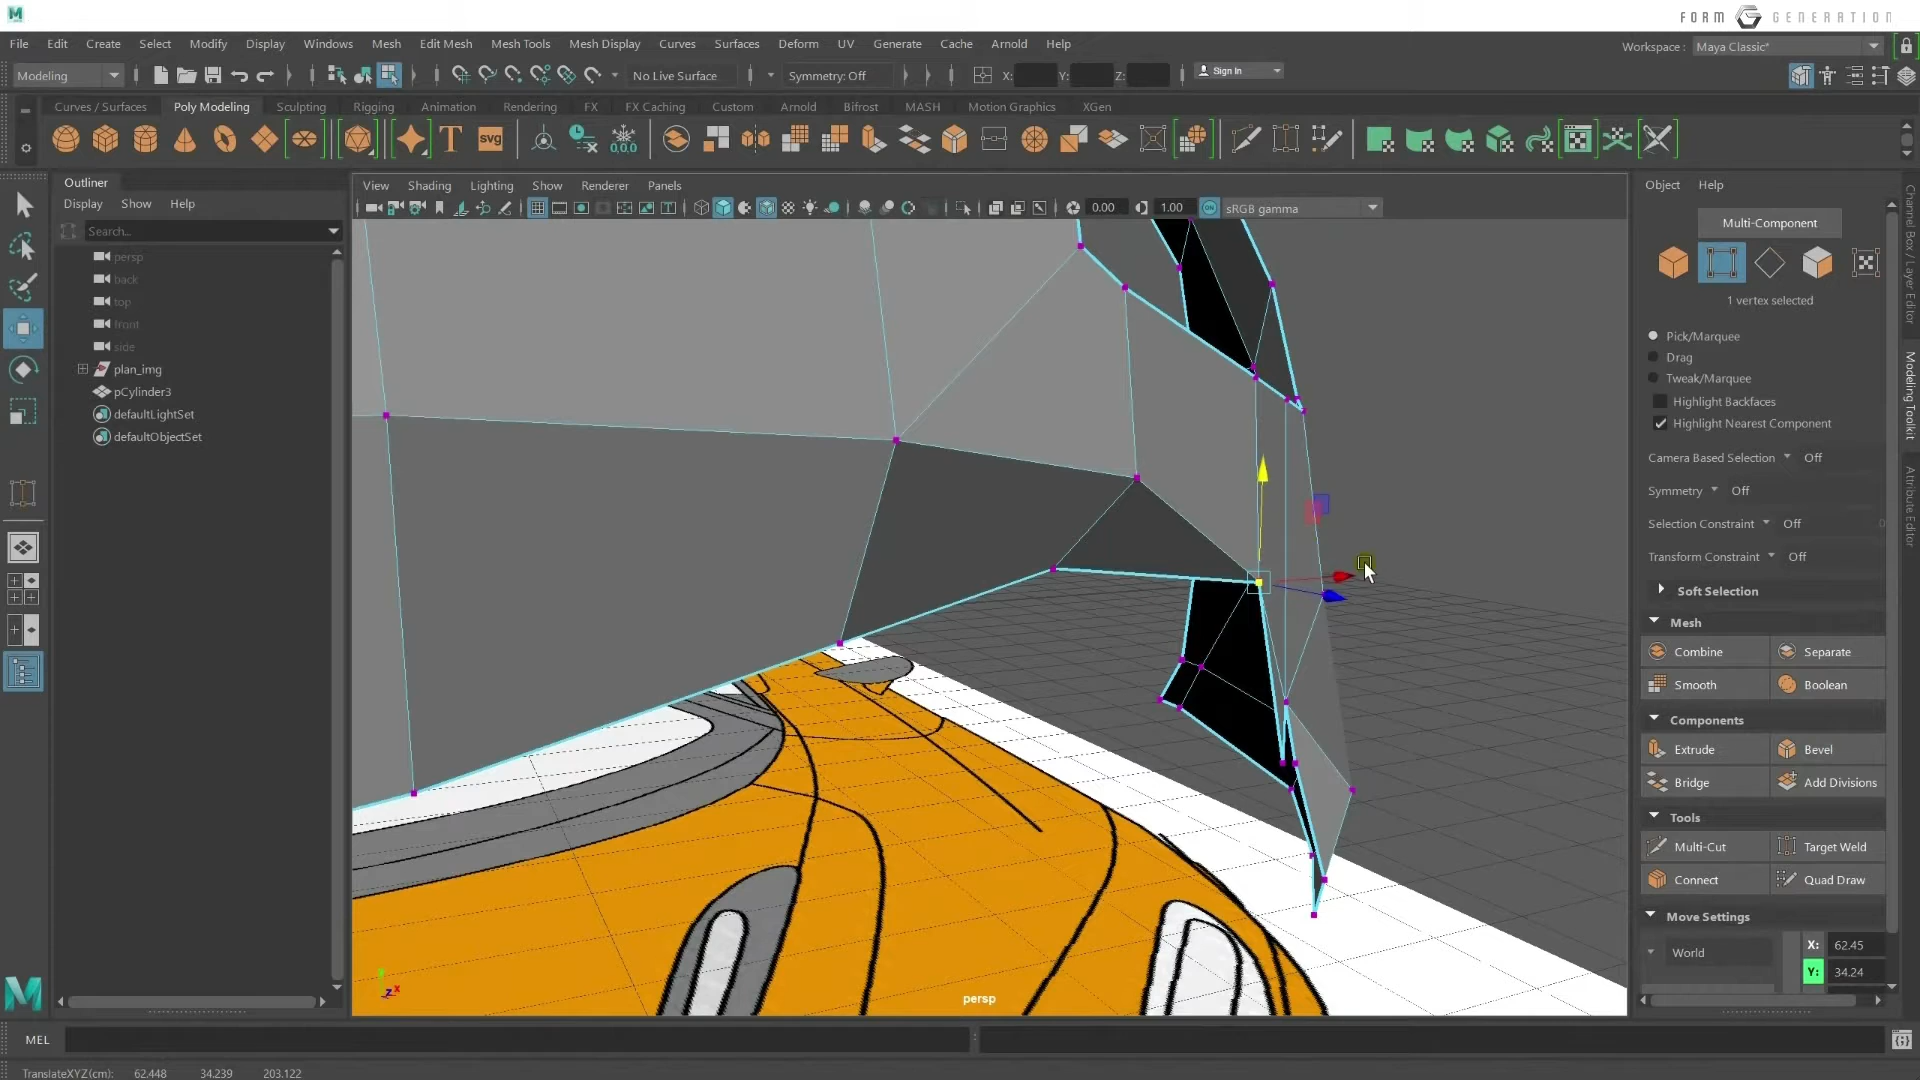 FORM GENERATION
File Edit Create Select Modify Display Windows Mesh Edit Mesh Mesh Tools Mesh Display Curves Surfaces Deform UV Generate Cache Arnold Help
Workspace : Maya Classic*
Modeling No Live Surface Symmetry: Off X: Y: Z: Sign In
Curves / Surfaces Poly Modeling Sculpting Rigging Animation Rendering FX FX Caching Custom Arnold Bifrost MASH Motion Graphics XGen
T svg 0,0,0
Outliner
Display Show Help
Search...
persp
back
top
front
side
plan_img
pCylinder3
defaultLightSet
defaultObjectSet
View Shading Lighting Show Renderer Panels
0.00 1.00 ON sRGB gamma
persp
Object Help
Multi-Component
1 vertex selected
Pick/Marquee
Drag
Tweak/Marquee
Highlight Backfaces
Highlight Nearest Component
Camera Based Selection Off
Symmetry Off
Selection Constraint Off 0
Transform Constraint Off
Soft Selection
Mesh
Combine Separate
Smooth Boolean
Components
Extrude Bevel
Bridge Add Divisions
Tools
Multi-Cut Target Weld
Connect Quad Draw
Move Settings
World X: 62.45
Y: 34.24
Channel Box / Layer Editor
Modeling Toolkit
Attribute Editor
MEL
TranslateXYZ(cm): 62.448 34.239 203.122